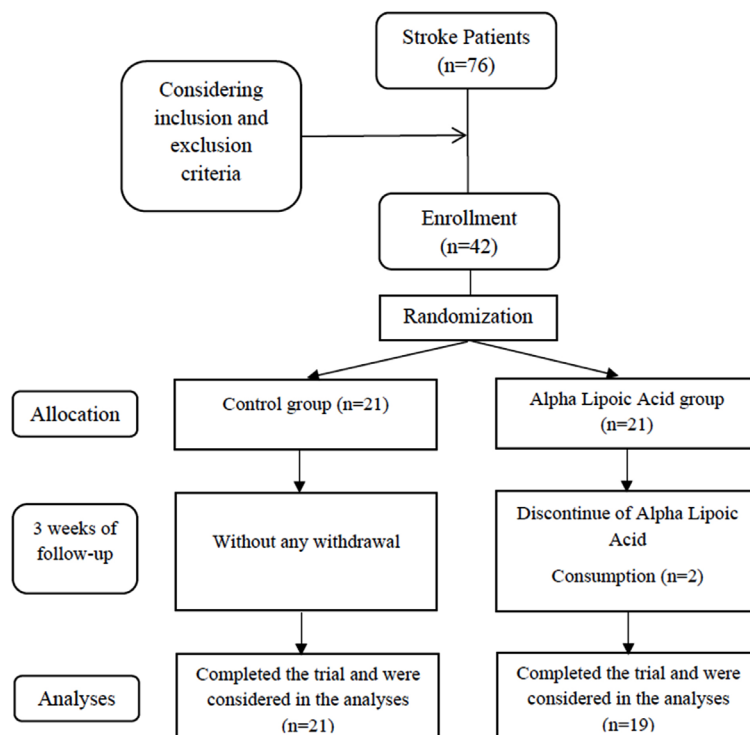 Stroke Patients
(n=76)
Considering
inclusion and
exclusion
criteria
Enrollment
(n=42)
Randomization
Allocation
Control group (n=21)
Alpha Lipoic Acid group
(n=21)
3 weeks of
follow-up
Without any withdrawal
Discontinue of Alpha Lipoic
Acid
Consumption (n=2)
Analyses
Completed the trial and were
considered in the analyses
(n=21)
Completed the trial and were
considered in the analyses
(n=19)